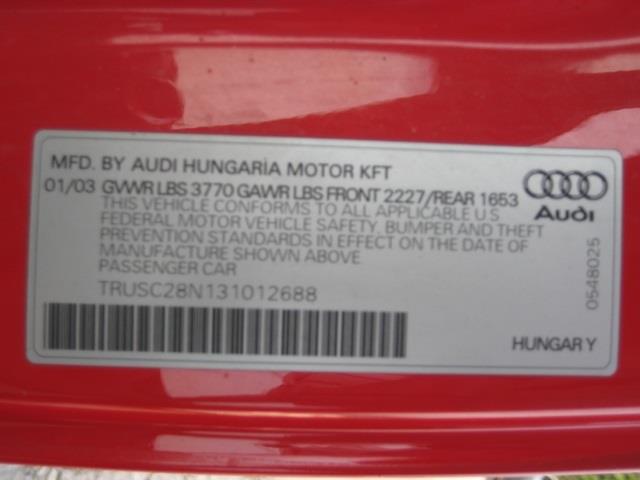 MFD. BY AUDI HUNGARIA MOTOR KFT
01/03 GVWR LBS 3770 GAWR LBS FRONT 2227/REAR 1653
THIS VEHICLE CONFORMS TO ALL APPLICABLE U S
FEDERAL MOTOR VEHICLE SAFETY, BUMPER AND THEFT
PREVENTION STANDARDS IN EFFECT ON THE DATE OF
MANUFACTURE SHOWN ABOVE
PASSENGER CAR
TRUSC28N131012688
Audi
0548025
HUNGARY